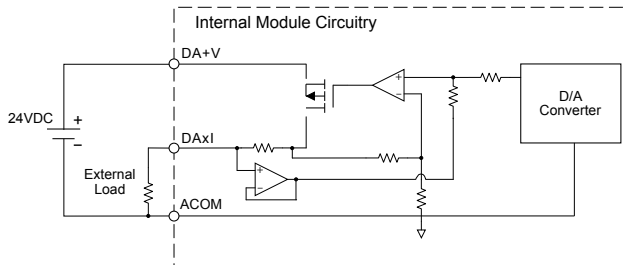 Internal Module Circuitry
DA+V
24VDC
+
−
D/A
Converter
+
−
DAxI
External
Load
+
−
ACOM